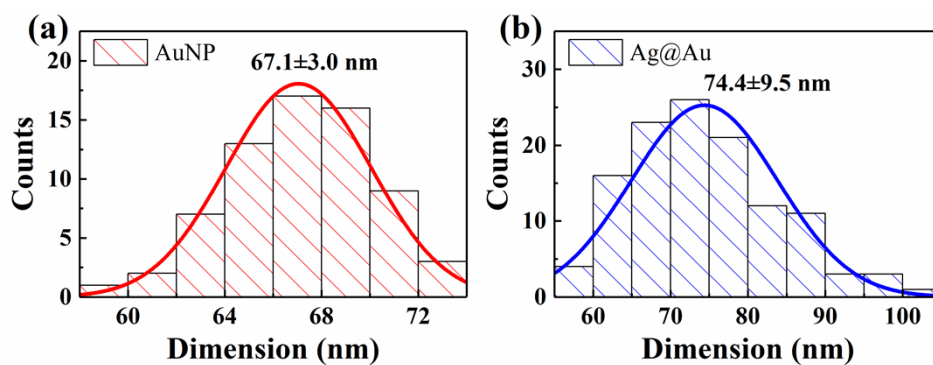 (a)
AuNP
67.1±3.0 nm
Counts
20
15
10
5
0
60 64 68 72
Dimension (nm)
(b)
Ag@Au
74.4±9.5 nm
Counts
30
20
10
0
60 70 80 90 100
Dimension (nm)